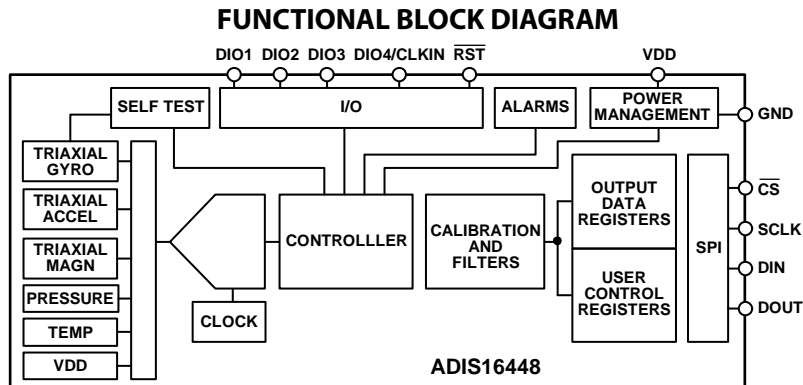 FUNCTIONAL BLOCK DIAGRAM
DIO1 DIO2 DIO3 DIO4/CLKIN RST VDD
SELF TEST
I/O
ALARMS
POWER
MANAGEMENT
GND
TRIAXIAL
GYRO
TRIAXIAL
ACCEL
TRIAXIAL
MAGN
PRESSURE
TEMP
VDD
CLOCK
CONTROLLLER
CALIBRATION
AND
FILTERS
OUTPUT
DATA
REGISTERS
USER
CONTROL
REGISTERS
SPI
CS
SCLK
DIN
DOUT
ADIS16448